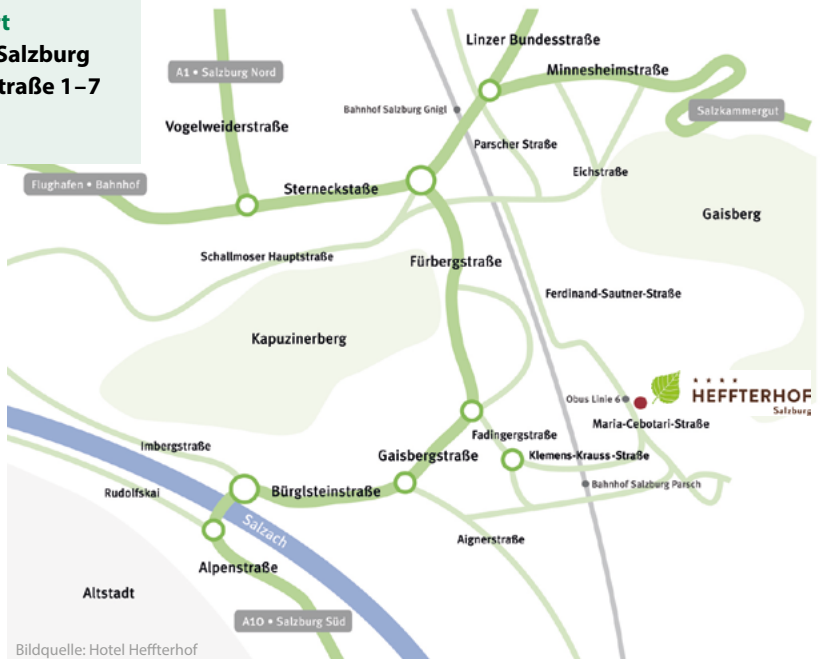 rt
Salzburg
traße 1–7
Linzer Bundesstraße
Minnesheimstraße
A1 • Salzburg Nord
Salzkammergut
Bahnhof Salzburg Gnigl
Vogelweiderstraße
Parscher Straße
Eichstraße
Flughafen • Bahnhof
Sterneckstaße
Gaisberg
Schallmoser Hauptstraße
Fürbergstraße
Ferdinand-Sautner-Straße
Kapuzinerberg
Obus Linie 6
★ ★ ★ ★
HEFFTERHOF
Salzburg
Maria-Cebotari-Straße
Fadingergstraße
Imbergstraße
Gaisbergstraße
Klemens-Krauss-Straße
Rudolfskai
Bürglsteinstraße
Bahnhof Salzburg Parsch
Salzach
Aignerstraße
Alpenstraße
Altstadt
A10 • Salzburg Süd
Bildquelle: Hotel Heffterhof